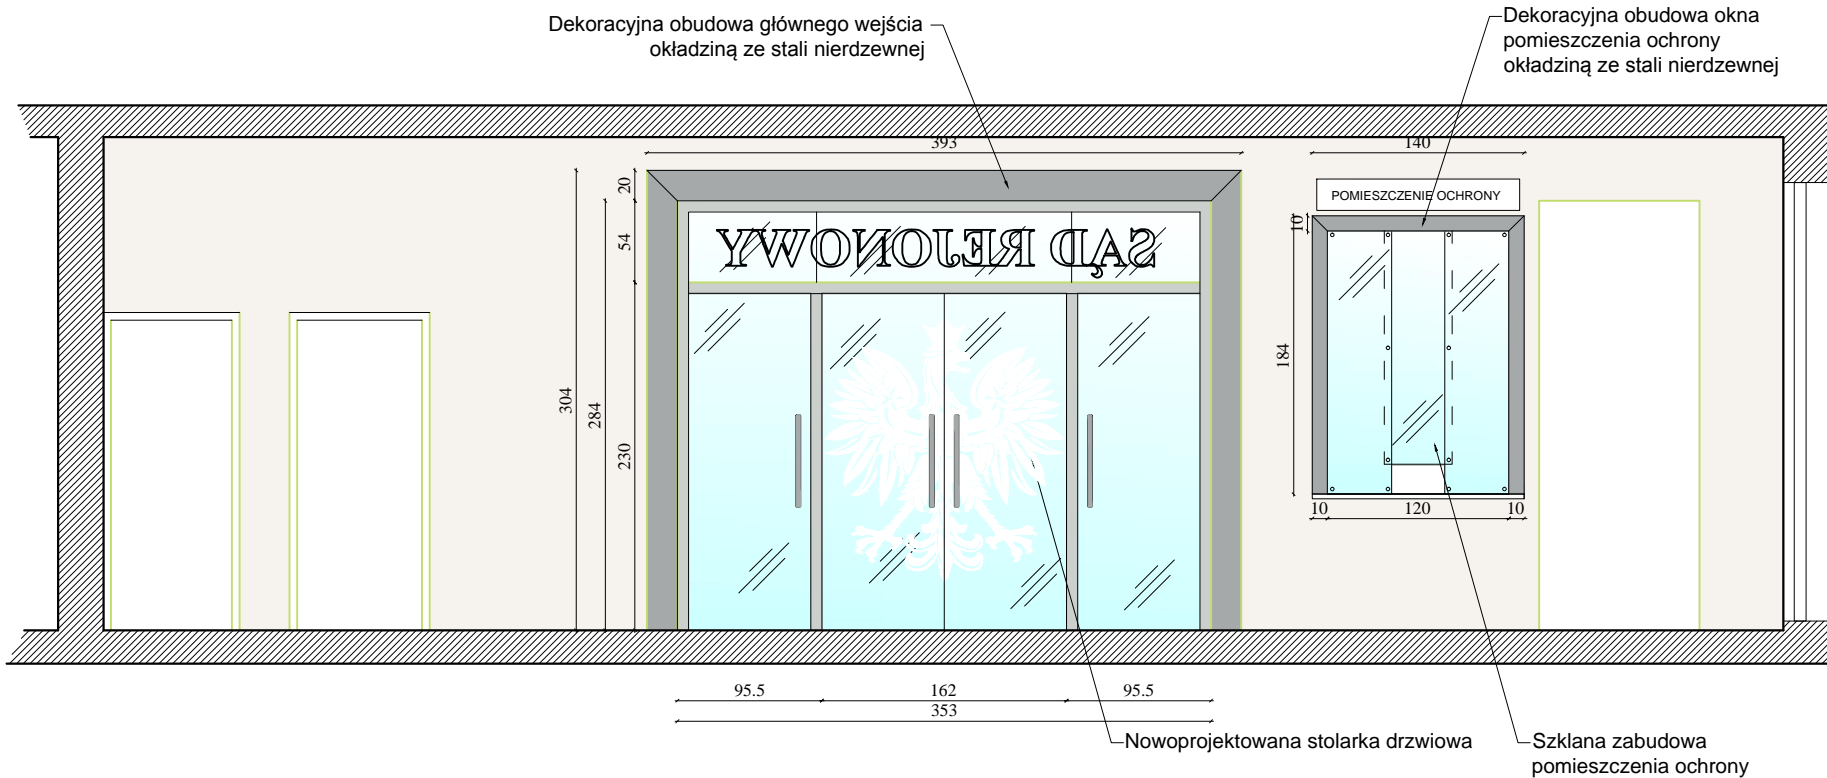 Dekoracyjna obudowa głównego wejścia
okładziną ze stali nierdzewnej
Dekoracyjna obudowa okna
pomieszczenia ochrony
okładziną ze stali nierdzewnej
393
140
20
POMIESZCZENIE OCHRONY
10
54
SĄD REJONOWY
304
284
230
184
10
120
10
95.5
162
95.5
353
Nowoprojektowana stolarka drzwiowa
Szklana zabudowa
pomieszczenia ochrony